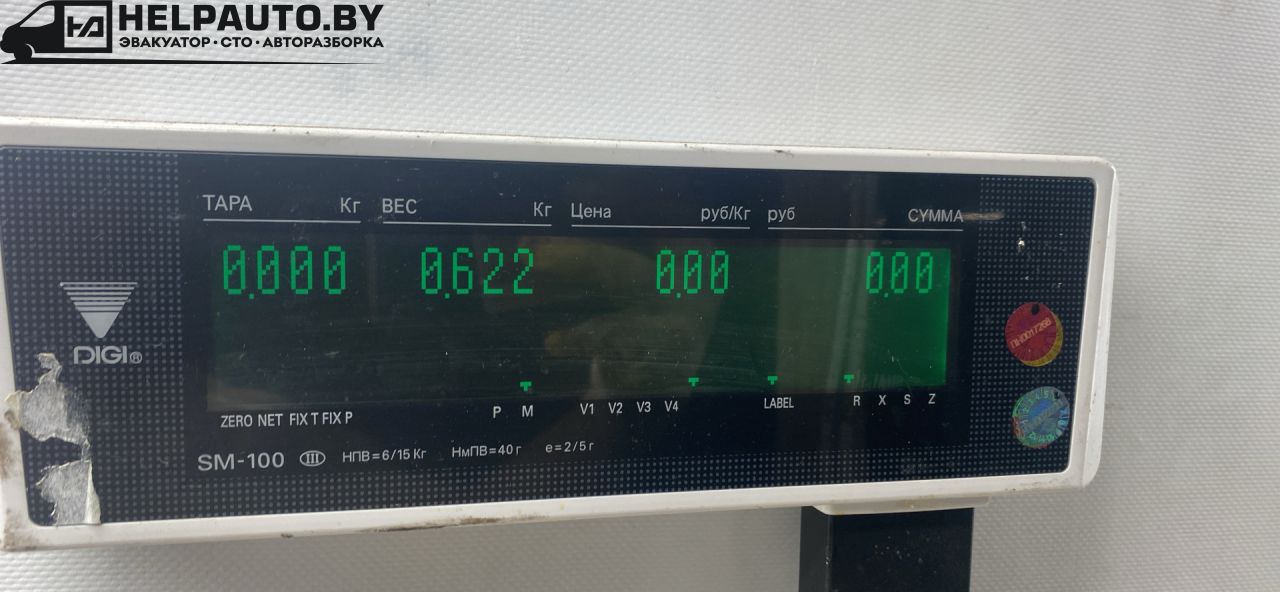 HELPAUTO.BY
ЭВАКУАТОР·СТО·АВТОРАЗБОРКА
ТАРА Кг ВЕС Кг Цена руб/Кг руб СУММА
0.000 0.622 0.00 0.00
DIGI®
ZERO NET FIX T FIX P P M V1 V2 V3 V4 LABEL R X S Z
SM-100 III НПВ=6/15 Кг НмПВ=40 г e=2/5 г